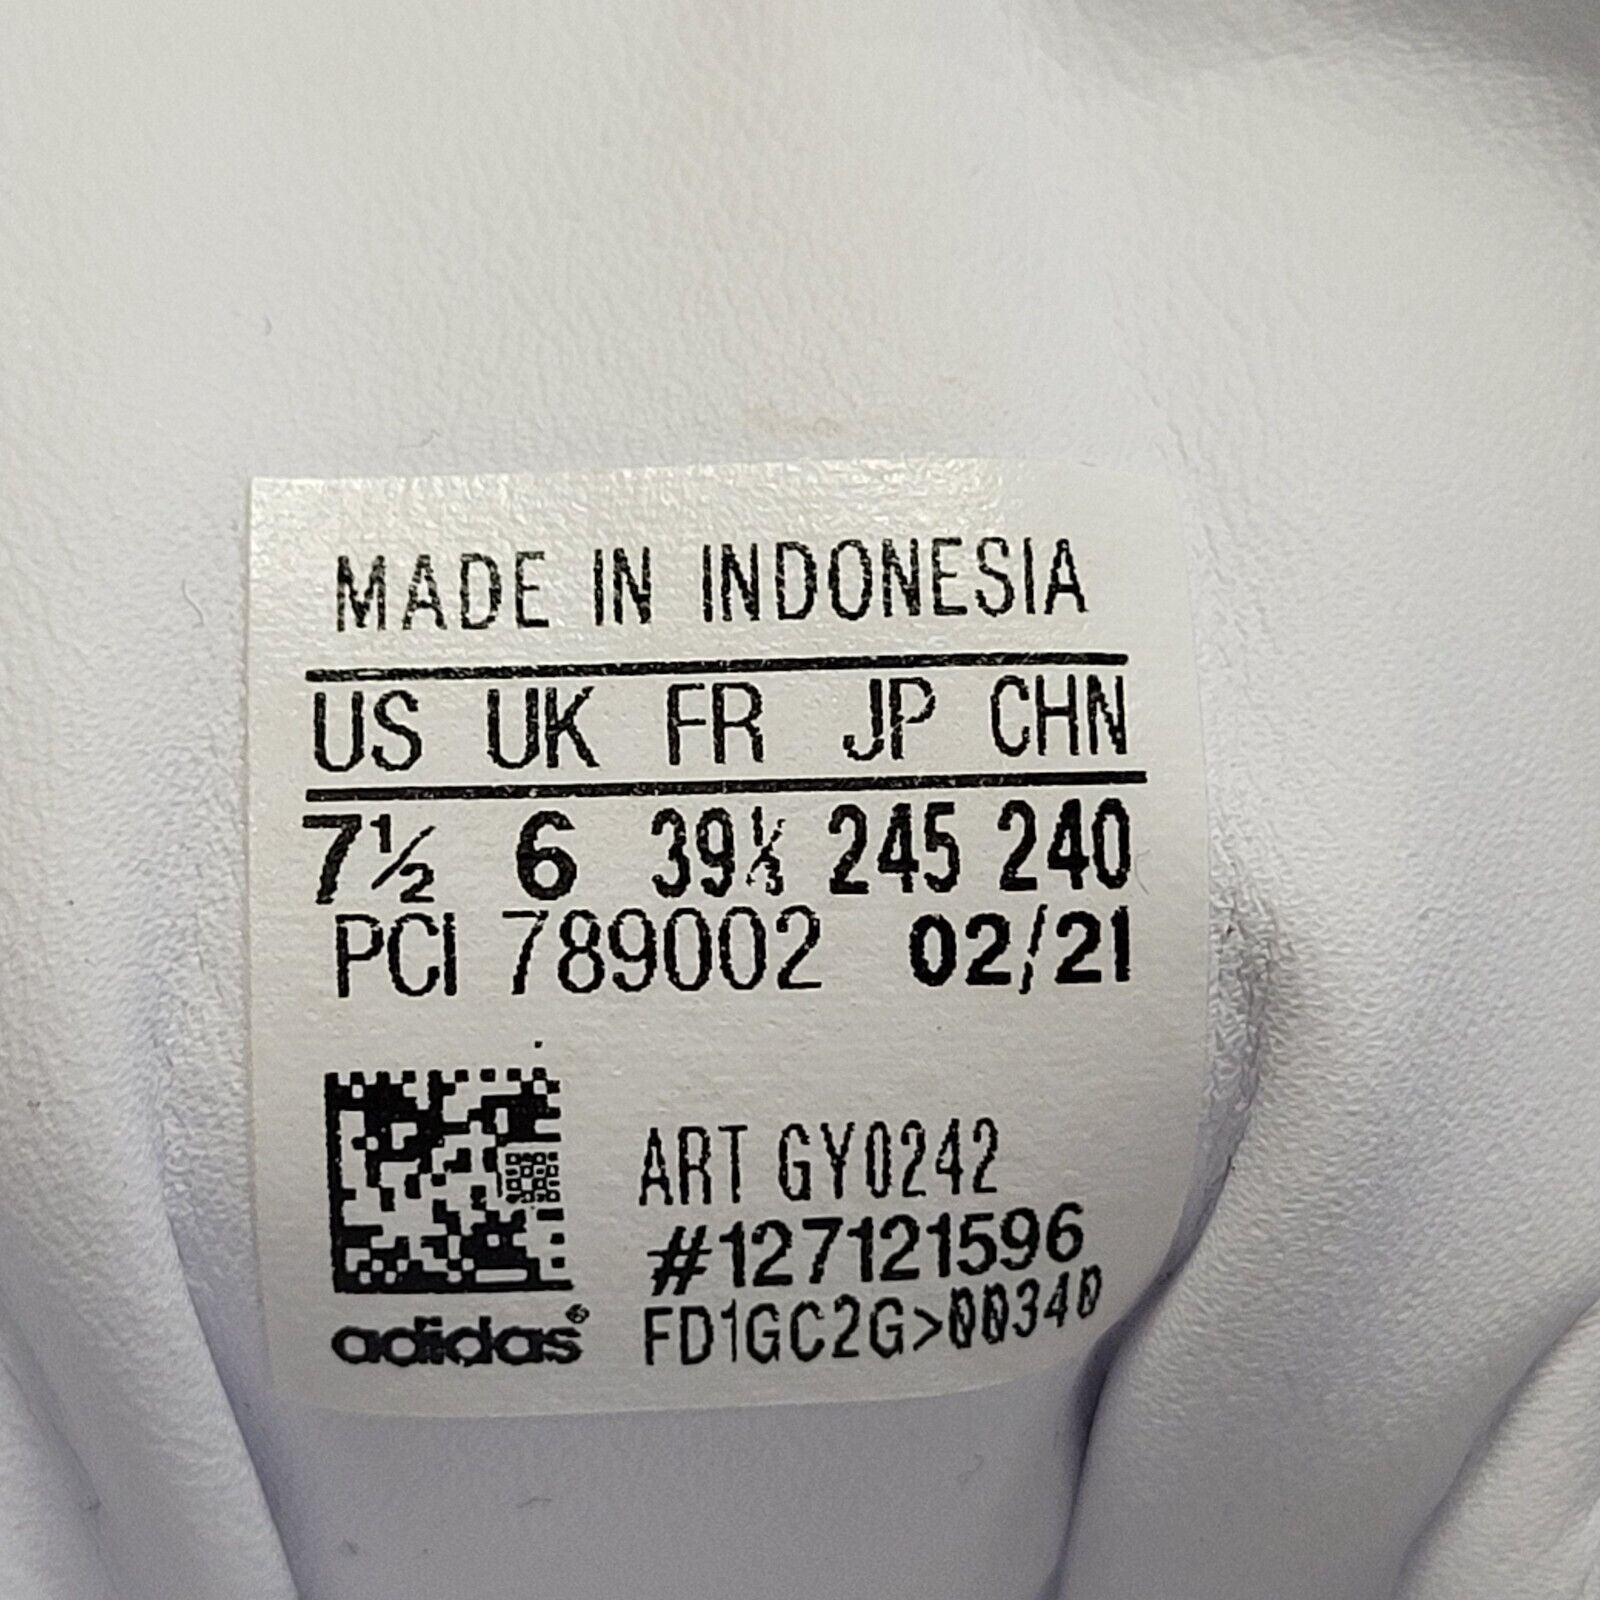 MADE IN INDONESIA
US UK FR JP CHN
7½ 6 39⅓ 245 240
PCI 789002 02/21
ART GY0242
#127121596
adidas® FD1GC2G>00340